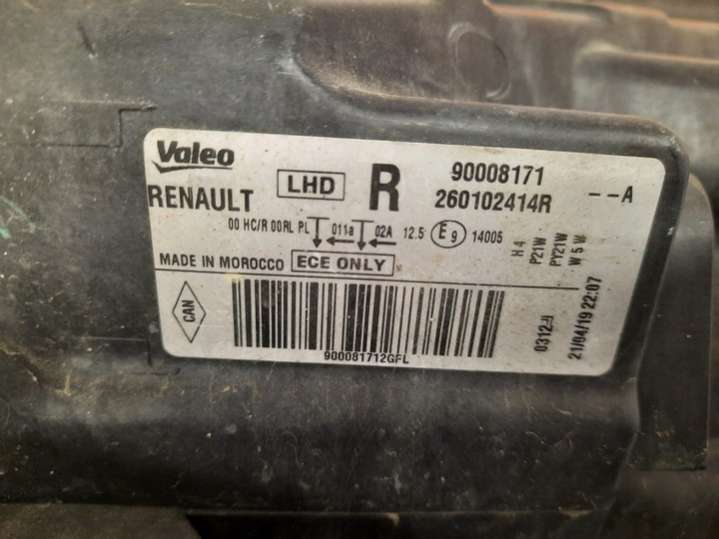 Valeo LHD R 90008171
RENAULT 260102414R --A
00 HC/R 00RL PL 011a 02A 12.5 E9 14005
MADE IN MOROCCO ECE ONLY
CAN
900081712GFL
H4
P21W
PY21W
W5W
21/04/19 22:07